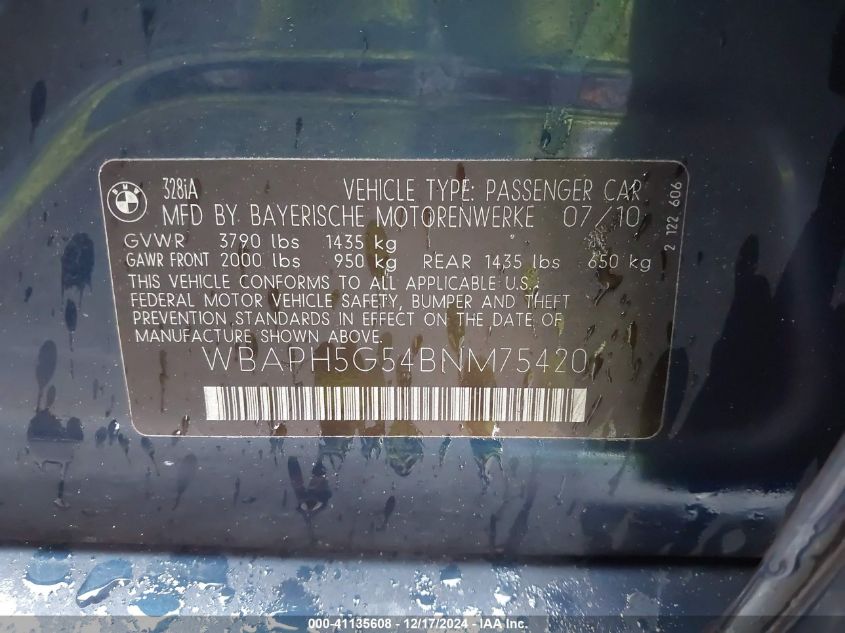 BMW
328iA VEHICLE TYPE: PASSENGER CAR
MFD BY BAYERISCHE MOTORENWERKE 07/10
GVWR 3790 lbs 1435 kg
GAWR FRONT 2000 lbs 950 kg REAR 1435 lbs 650 kg
THIS VEHICLE CONFORMS TO ALL APPLICABLE U.S.
FEDERAL MOTOR VEHICLE SAFETY, BUMPER AND THEFT
PREVENTION STANDARDS IN EFFECT ON THE DATE OF
MANUFACTURE SHOWN ABOVE.
WBAPH5G54BNM75420
2 122 606
000-41135608 - 12/17/2024 - IAA Inc.